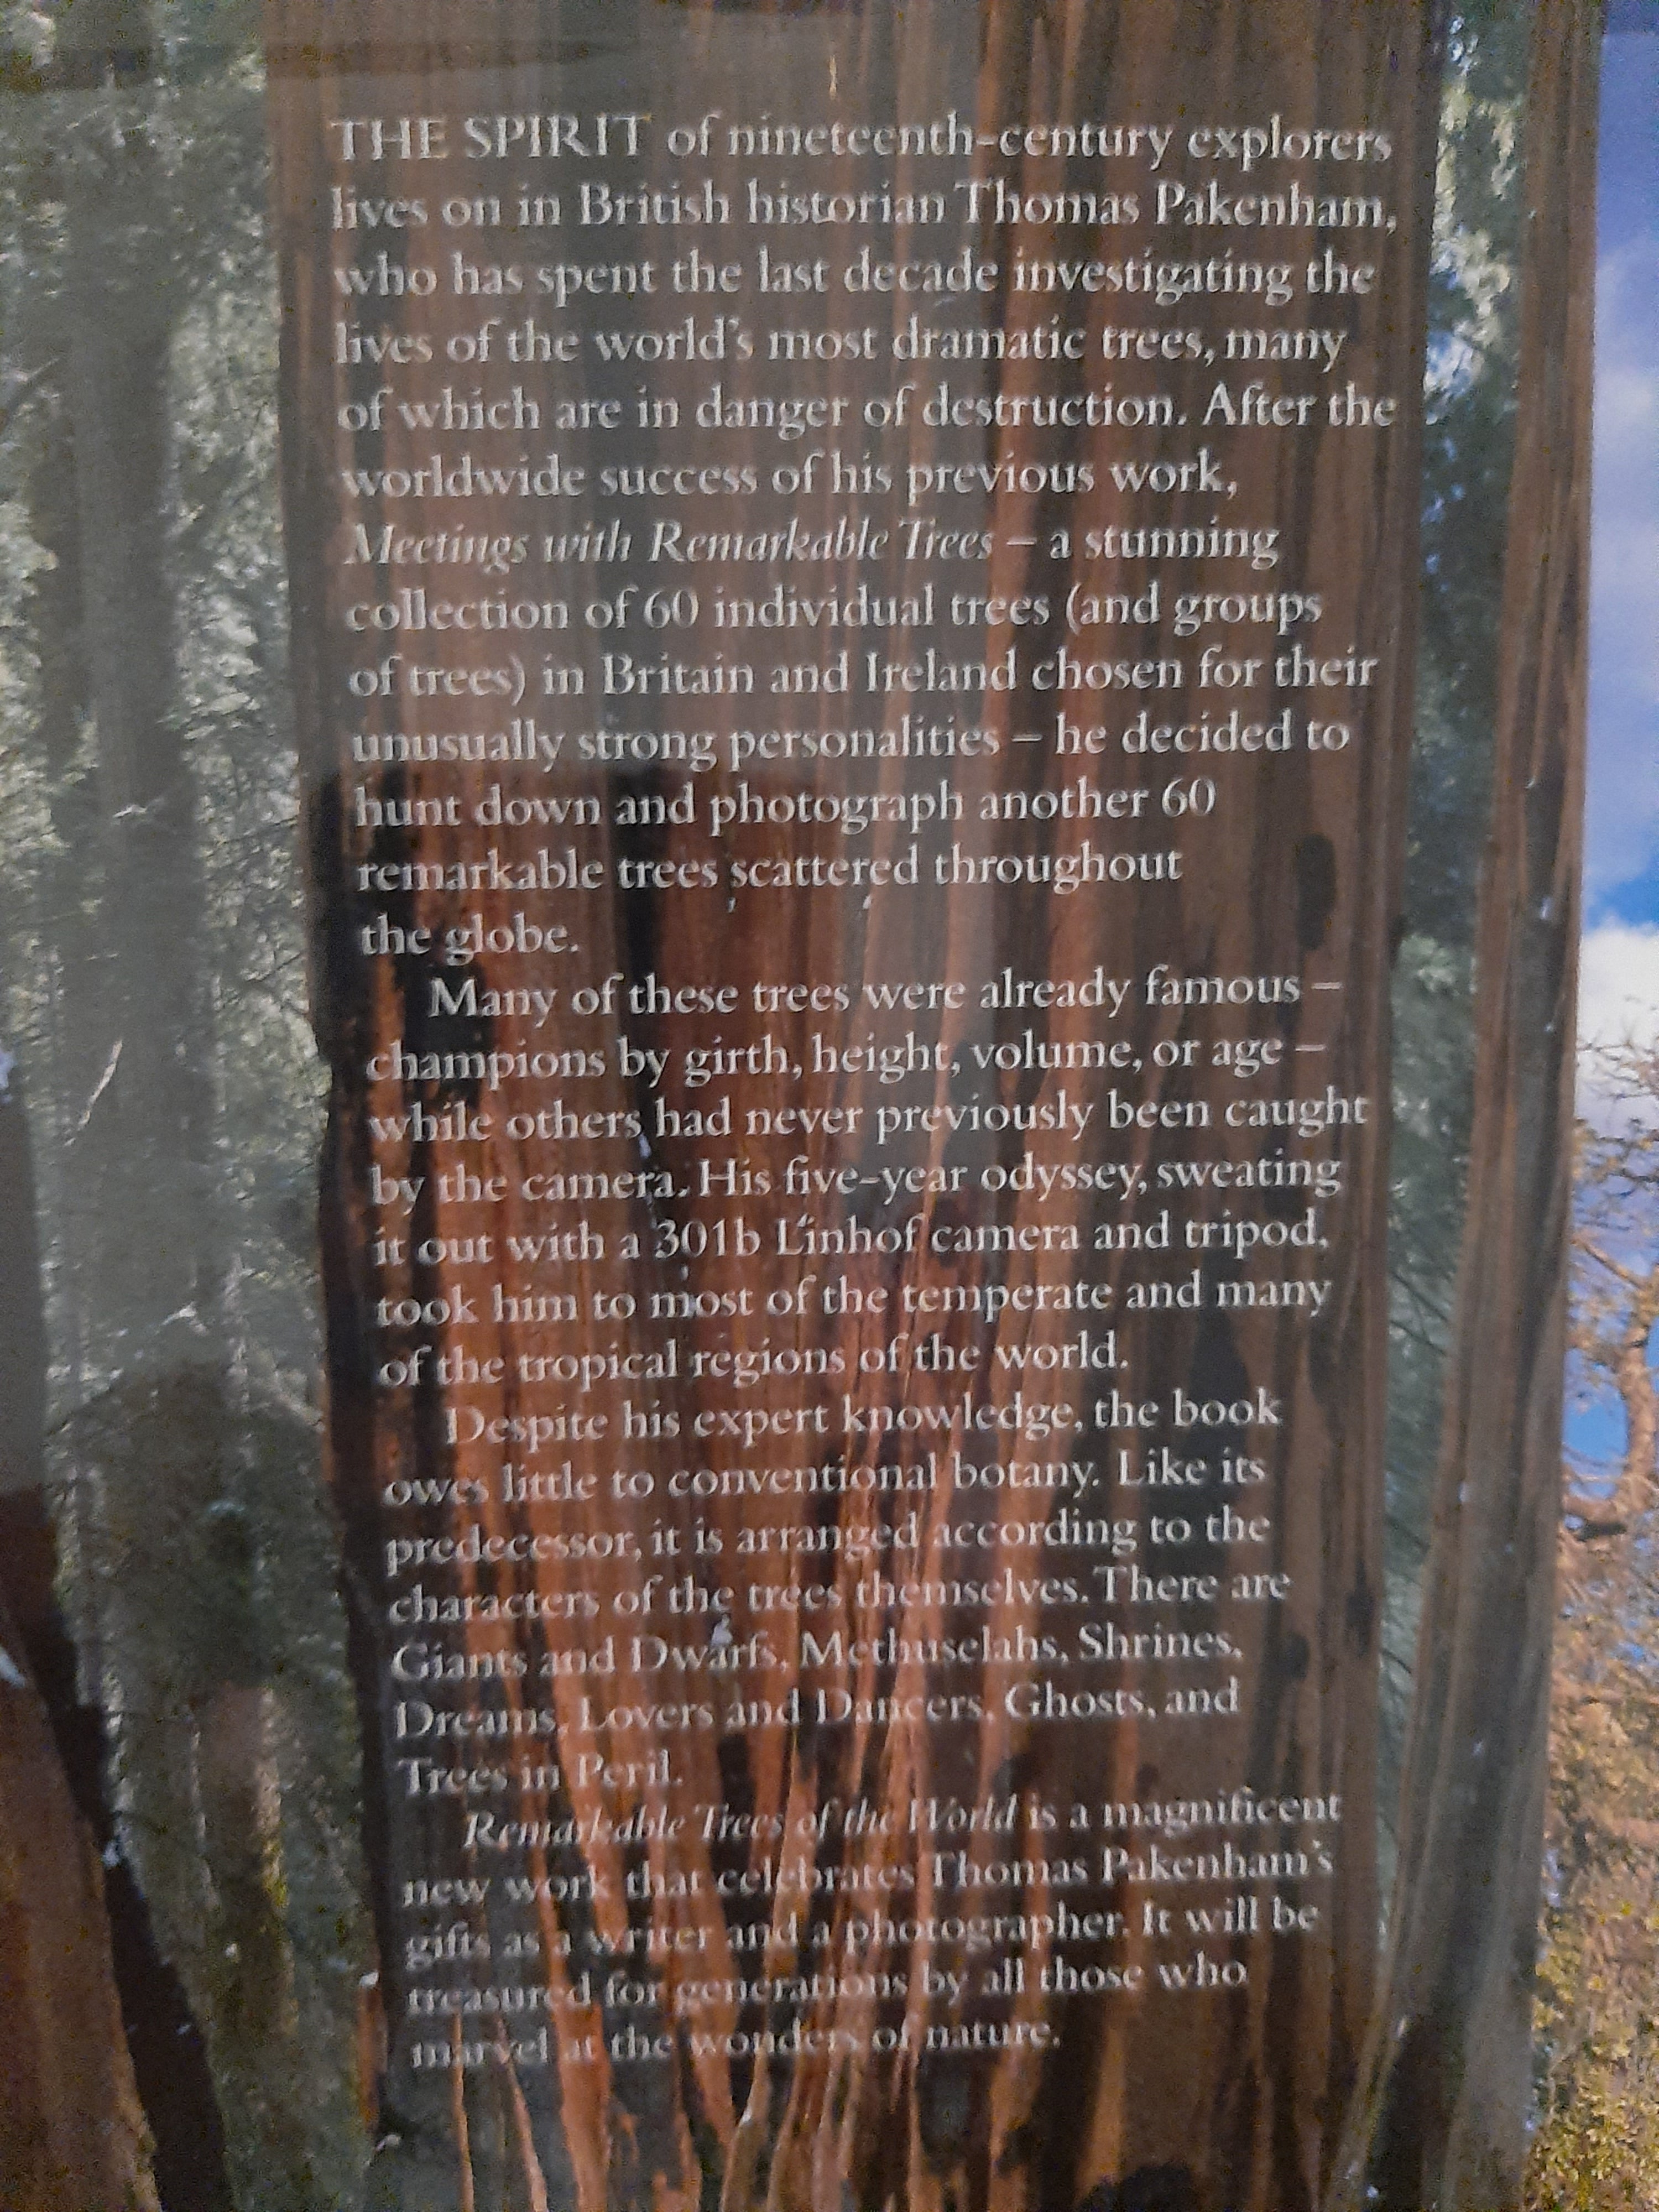 THE SPIRIT of nineteenth-century explorers
lives on in British historian Thomas Pakenham,
who has spent the last decade investigating the
lives of the world's most dramatic trees, many
of which are in danger of destruction. After the
worldwide success of his previous work,
Meetings with Remarkable Trees – a stunning
collection of 60 individual trees (and groups
of trees) in Britain and Ireland chosen for their
unusually strong personalities – he decided to
hunt down and photograph another 60
remarkable trees scattered throughout
the globe.
Many of these trees were already famous –
champions by girth, height, volume, or age –
while others had never previously been caught
by the camera. His five-year odyssey, sweating
it out with a 301b Linhof camera and tripod,
took him to most of the temperate and many
of the tropical regions of the world.
Despite his expert knowledge, the book
owes little to conventional botany. Like its
predecessor, it is arranged according to the
characters of the trees themselves. There are
Giants and Dwarfs, Methuselahs, Shrines,
Dreams, Lovers and Dancers, Ghosts, and
Trees in Peril.
Remarkable Trees of the World is a magnificent
new work that celebrates Thomas Pakenham's
gifts as a writer and a photographer. It will be
treasured for generations by all those who
marvel at the wonders of nature.